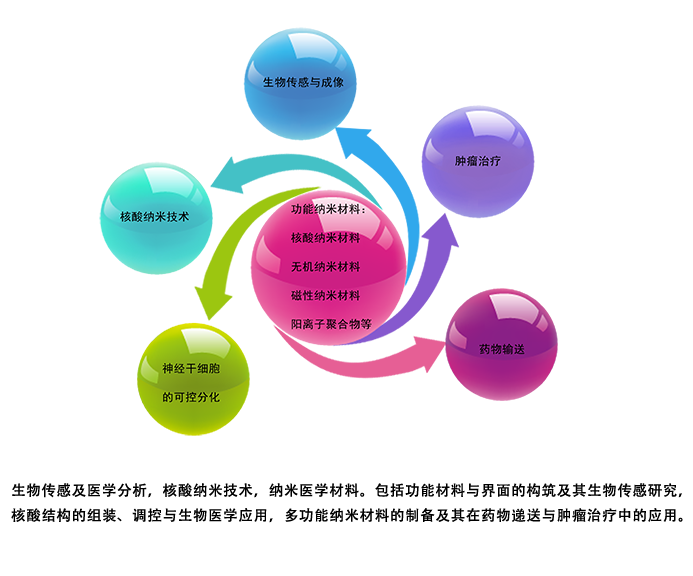 生物传感与成像
肿瘤治疗
核酸纳米技术
功能纳米材料：
核酸纳米材料
无机纳米材料
磁性纳米材料
阳离子聚合物等
药物输送
神经干细胞
的可控分化
生物传感及医学分析，核酸纳米技术，纳米医学材料。包括功能材料与界面的构筑及其生物传感研究，
核酸结构的组装、调控与生物医学应用，多功能纳米材料的制备及其在药物递送与肿瘤治疗中的应用。